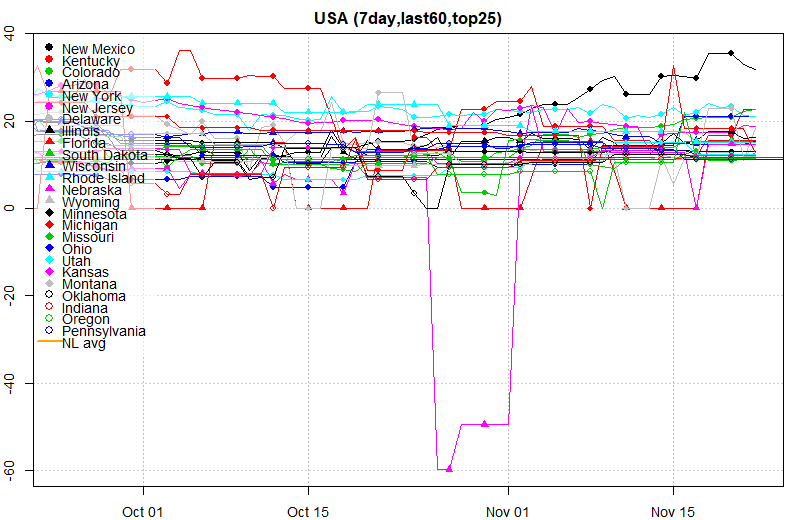 USA (7day,last60,top25)
40
20
0
-20
-40
-60
New Mexico
Kentucky
Colorado
Arizona
New York
New Jersey
Delaware
Illinois
Florida
South Dakota
Wisconsin
Rhode Island
Nebraska
Wyoming
Minnesota
Michigan
Missouri
Ohio
Utah
Kansas
Montana
Oklahoma
Indiana
Oregon
Pennsylvania
NL avg
Oct 01 Oct 15 Nov 01 Nov 15